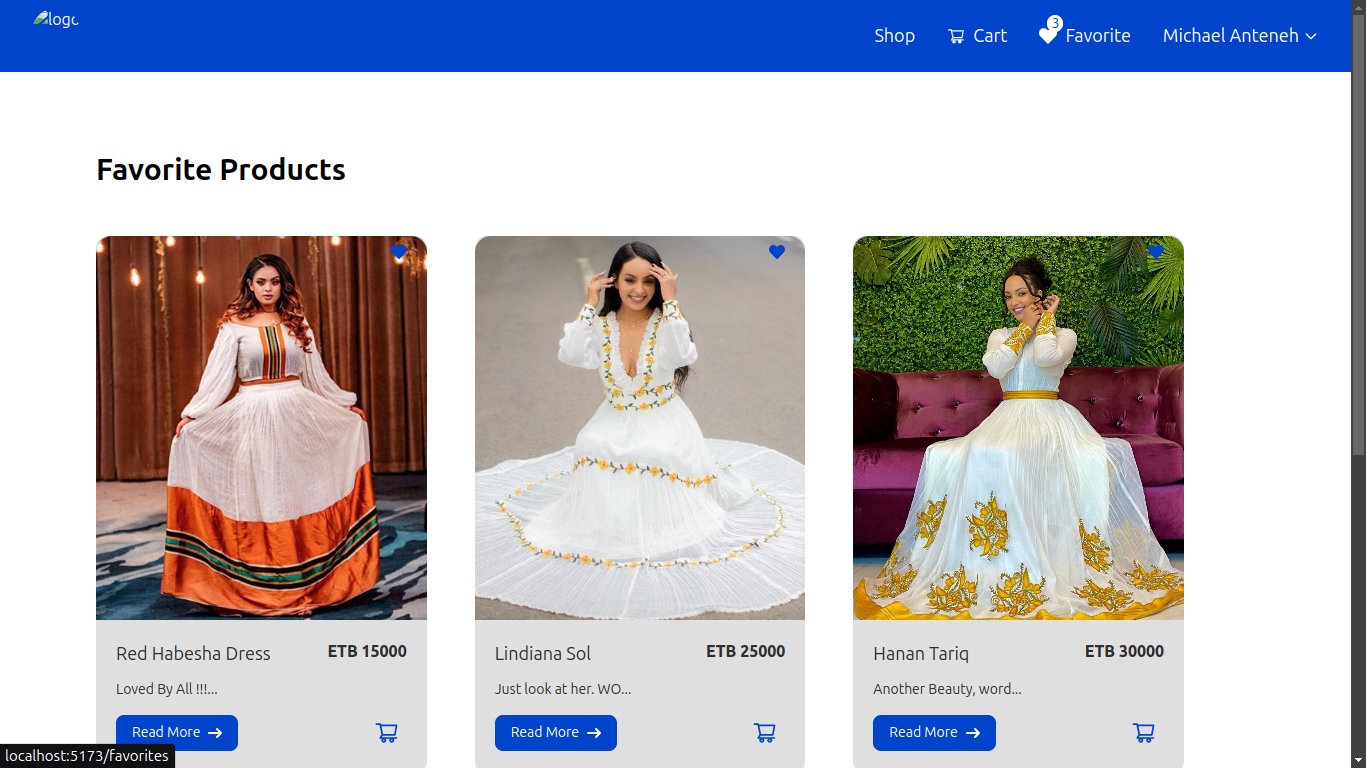 logo
Shop
Cart
3
Favorite
Michael Anteneh
Favorite Products
Red Habesha Dress
ETB 15000
Loved By All !!!...
Read More
Lindiana Sol
ETB 25000
Just look at her. WO...
Read More
Hanan Tariq
ETB 30000
Another Beauty, word...
Read More
localhost:5173/favorites